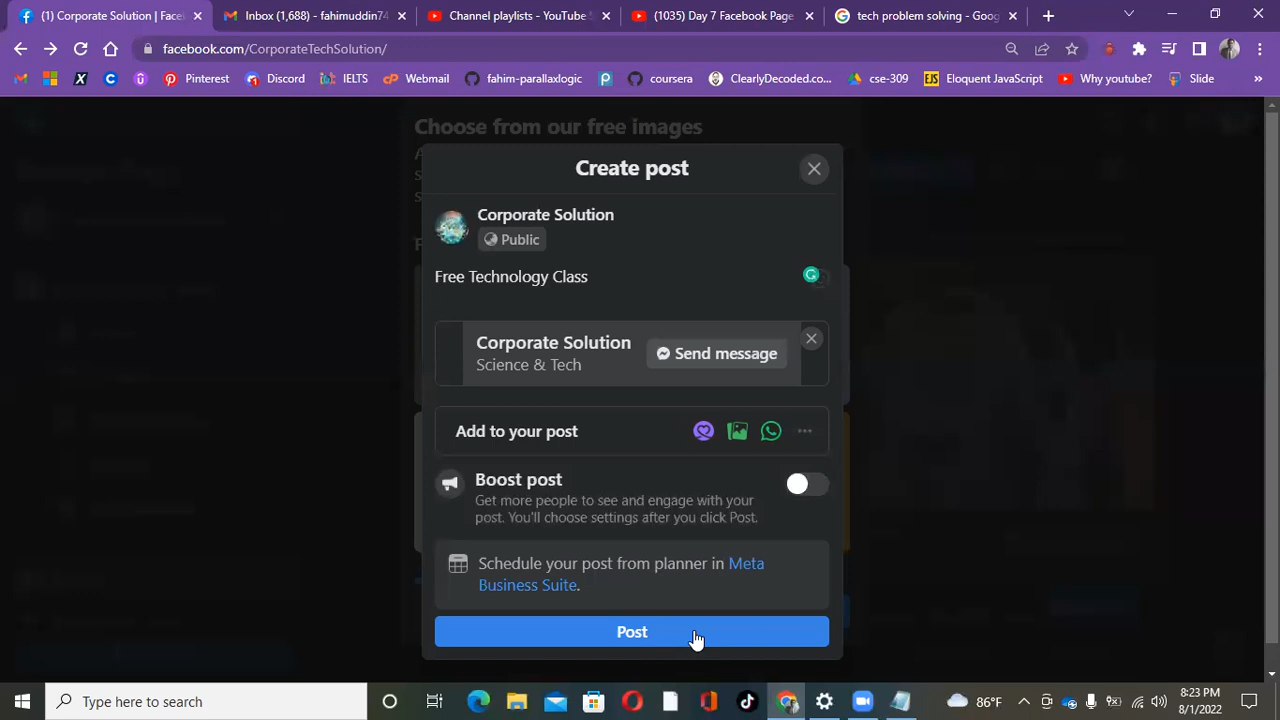 (1) Corporate Solution | Face
Inbox (1,688) - fahimuddin74
Channel playlists - YouTube S
(1035) Day 7 Facebook Page
tech problem solving - Goog
facebook.com/CorporateTechSolution/
Pinterest
Discord
IELTS
Webmail
fahim-parallaxlogic
coursera
ClearlyDecoded.co...
cse-309
Eloquent JavaScript
Why youtube?
Slide
Choose from our free images
Create post
Corporate Solution
Public
Free Technology Class
Corporate Solution
Science & Tech
Send message
Add to your post
Boost post
Get more people to see and engage with your
post. You'll choose settings after you click Post.
Schedule your post from planner in Meta
Business Suite.
Post
Type here to search
86°F
8:23 PM
8/1/2022